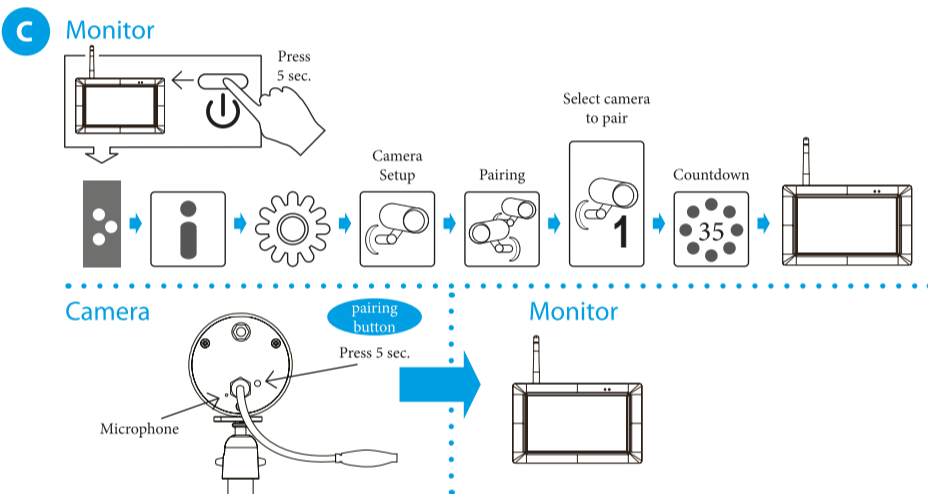 C
Monitor
Press
5 sec.
Select camera
to pair
Camera
Setup
Pairing
Countdown
1
35
Camera
pairing
button
Press 5 sec.
Microphone
Monitor